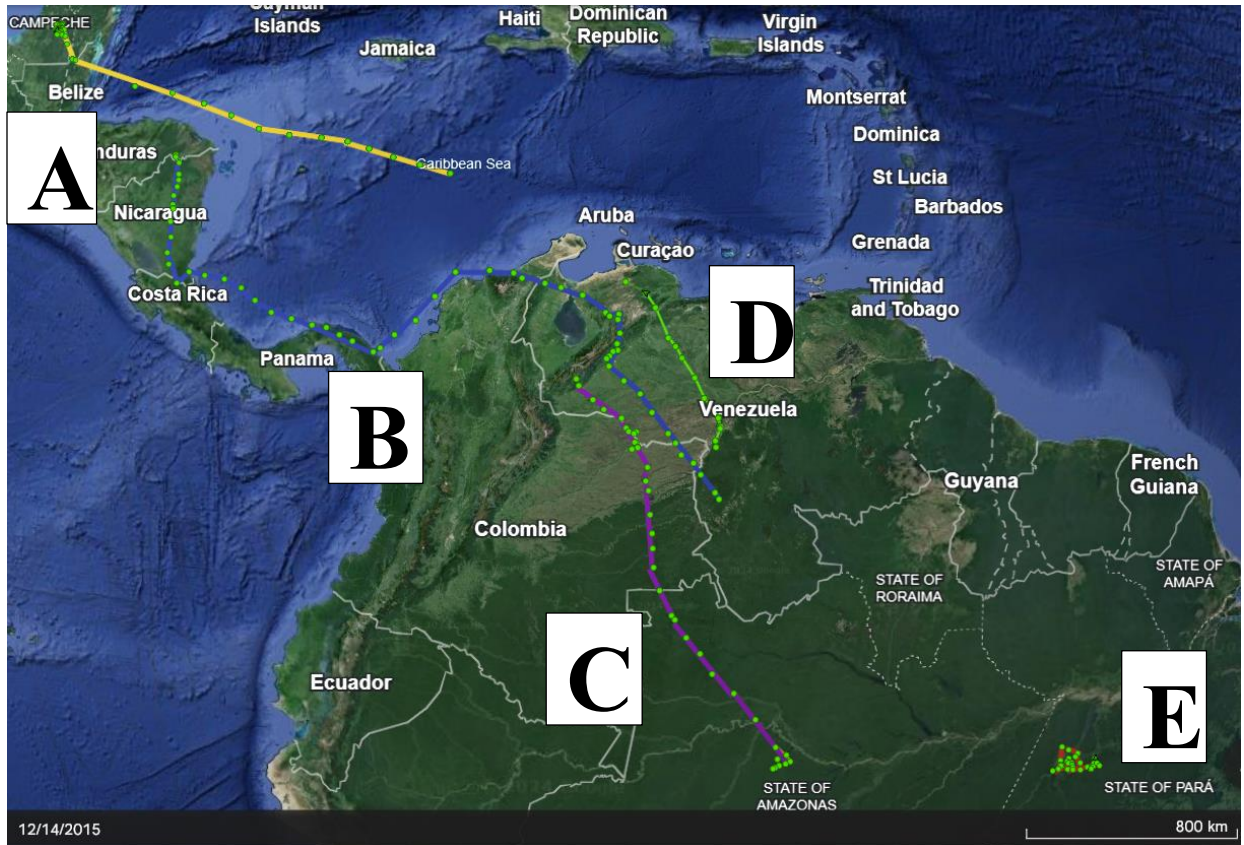 CAMPECHE
Cayman
Islands
Haiti
Dominican
Republic
Virgin
Islands
Jamaica
Belize
Montserrat
Dominica
A
nduras
Caribbean Sea
St Lucia
Barbados
Nicaragua
Aruba
Curaçao
Grenada
Costa Rica
Trinidad
and Tobago
D
Panama
B
Venezuela
Guyana
French
Guiana
Colombia
STATE OF
RORAIMA
STATE OF
AMAPÁ
C
Ecuador
E
STATE OF
AMAZONAS
STATE OF PARÁ
12/14/2015
800 km